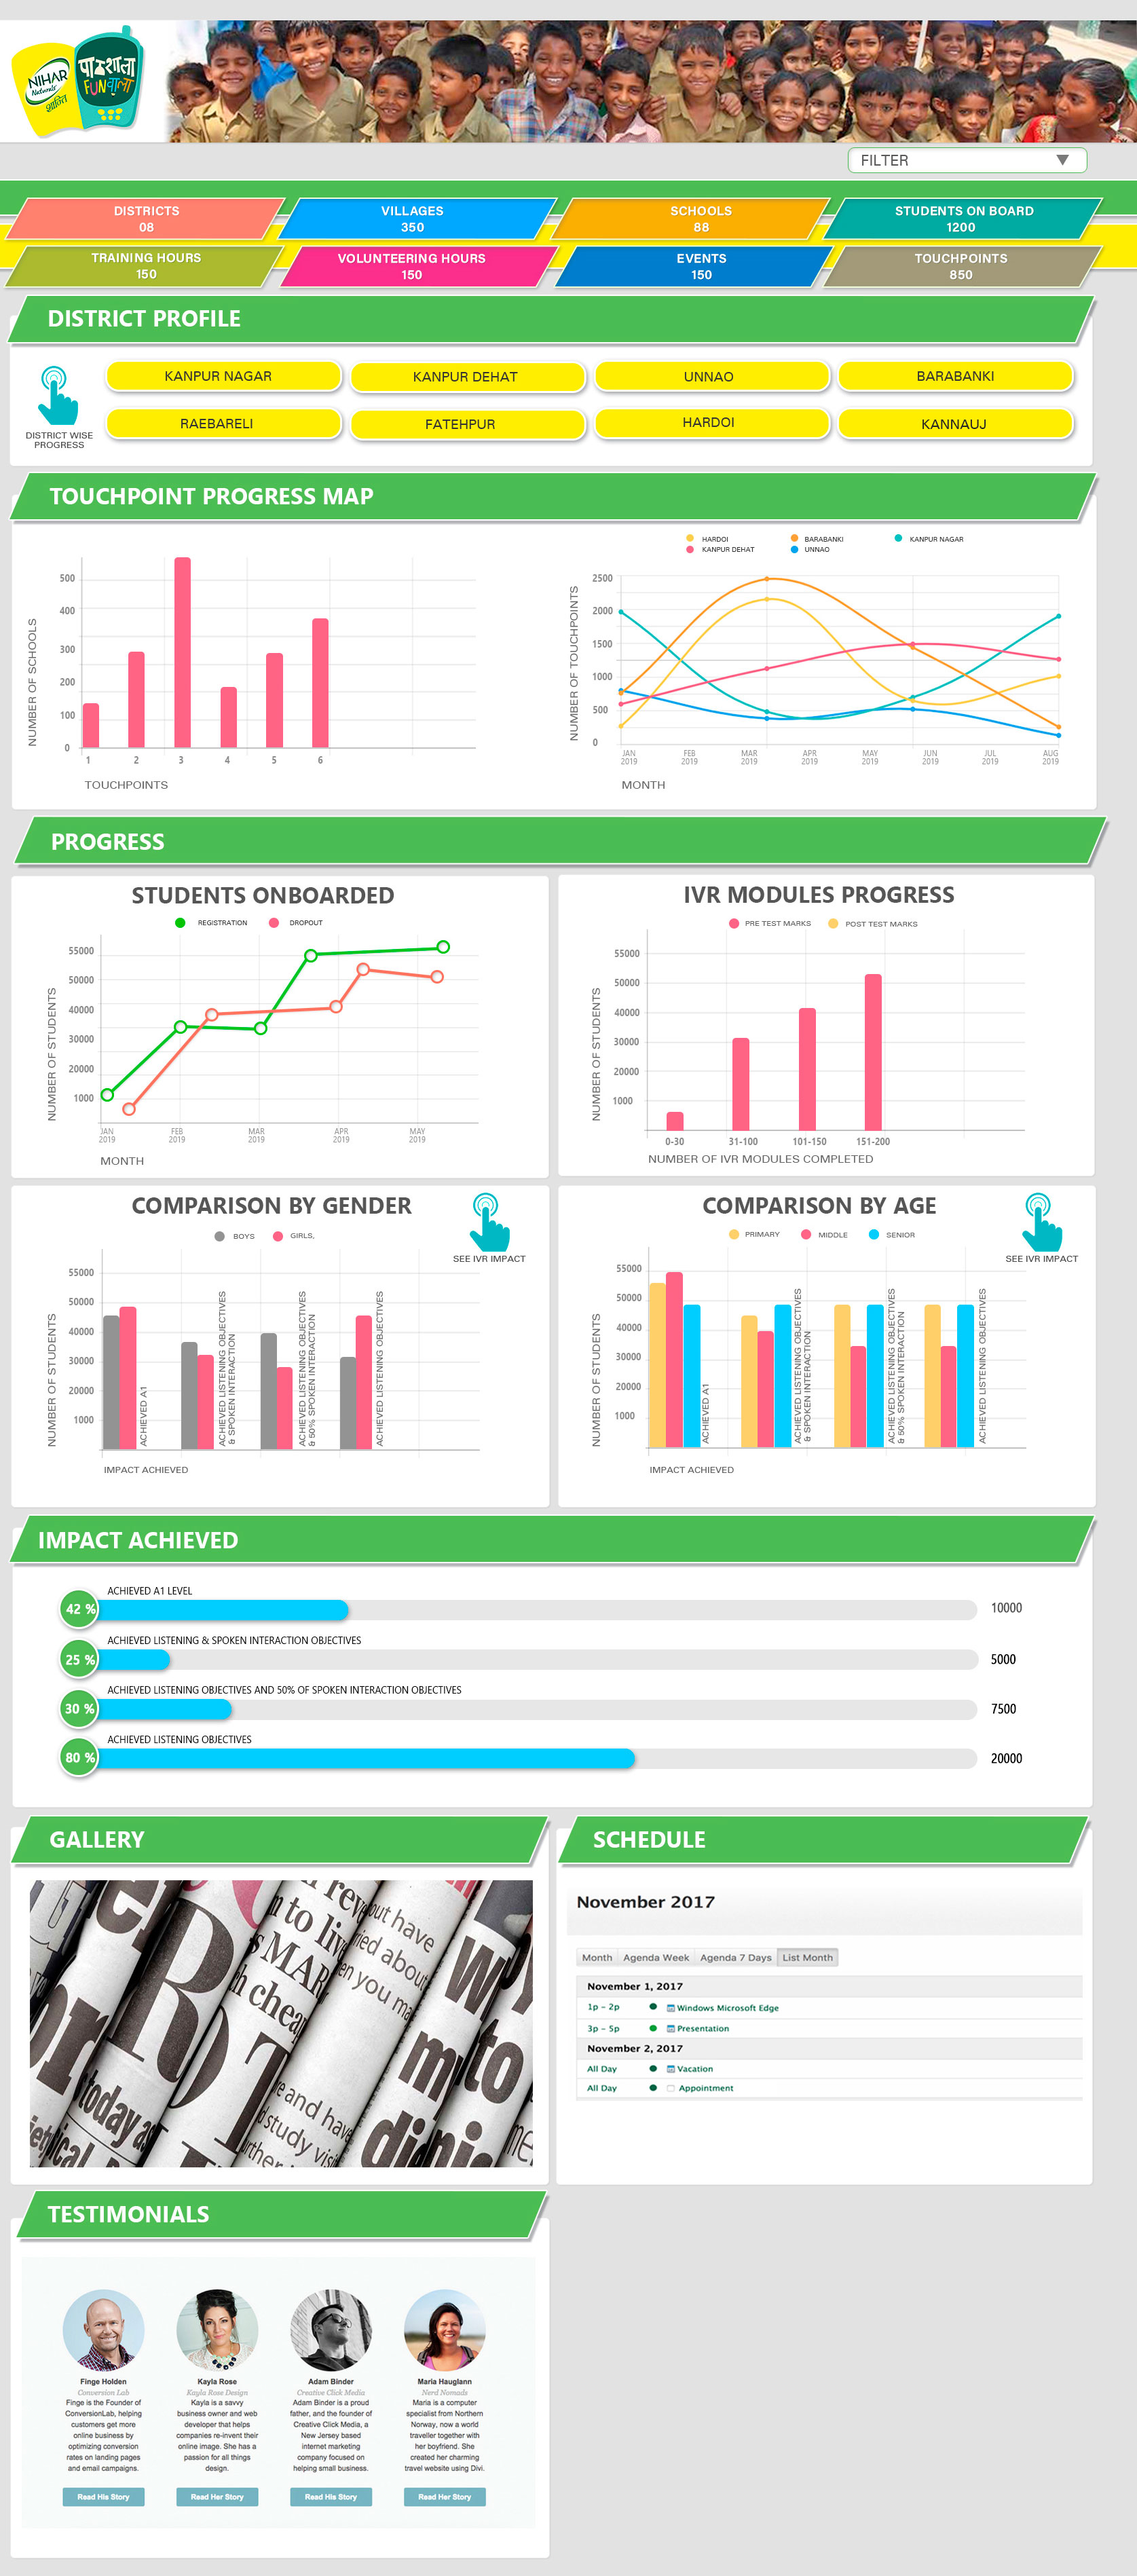 NIHAR
Naturals
शान्ति
पाठशाला
FUNवाला
FILTER
DISTRICTS
08
VILLAGES
350
SCHOOLS
88
STUDENTS ON BOARD
1200
TRAINING HOURS
150
VOLUNTEERING HOURS
150
EVENTS
150
TOUCHPOINTS
850
DISTRICT PROFILE
DISTRICT WISE
PROGRESS
KANPUR NAGAR
KANPUR DEHAT
UNNAO
BARABANKI
RAEBARELI
FATEHPUR
HARDOI
KANNAUJ
TOUCHPOINT PROGRESS MAP
NUMBER OF SCHOOLS
500
400
300
200
100
0
1 2 3 4 5 6
TOUCHPOINTS
HARDOI
BARABANKI
KANPUR NAGAR
KANPUR DEHAT
UNNAO
NUMBER OF TOUCHPOINTS
2500
2000
1500
1000
500
0
JAN 2019
FEB 2019
MAR 2019
APR 2019
MAY 2019
JUN 2019
JUL 2019
AUG 2019
MONTH
PROGRESS
STUDENTS ONBOARDED
REGISTRATION
DROPOUT
NUMBER OF STUDENTS
55000
50000
40000
30000
20000
1000
JAN 2019
FEB 2019
MAR 2019
APR 2019
MAY 2019
MONTH
IVR MODULES PROGRESS
PRE TEST MARKS
POST TEST MARKS
NUMBER OF STUDENTS
55000
50000
40000
30000
20000
1000
0-30
31-100
101-150
151-200
NUMBER OF IVR MODULES COMPLETED
COMPARISON BY GENDER
SEE IVR IMPACT
BOYS
GIRLS,
NUMBER OF STUDENTS
55000
50000
40000
30000
20000
1000
ACHIEVED A1
ACHIEVED LISTENING OBJECTIVES
& SPOKEN INTERACTION
ACHIEVED LISTENING OBJECTIVES
& 50% SPOKEN INTERACTION
ACHIEVED LISTENING OBJECTIVES
IMPACT ACHIEVED
COMPARISON BY AGE
SEE IVR IMPACT
PRIMARY
MIDDLE
SENIOR
NUMBER OF STUDENTS
55000
50000
40000
30000
20000
1000
ACHIEVED A1
ACHIEVED LISTENING OBJECTIVES
& SPOKEN INTERACTION
ACHIEVED LISTENING OBJECTIVES
& 50% SPOKEN INTERACTION
ACHIEVED LISTENING OBJECTIVES
IMPACT ACHIEVED
IMPACT ACHIEVED
ACHIEVED A1 LEVEL
42 %
10000
ACHIEVED LISTENING & SPOKEN INTERACTION OBJECTIVES
25 %
5000
ACHIEVED LISTENING OBJECTIVES AND 50% OF SPOKEN INTERACTION OBJECTIVES
30 %
7500
ACHIEVED LISTENING OBJECTIVES
80 %
20000
GALLERY
out have
ried about
en you ma
to liv
h cheap
today as
e and have
study vis
SCHEDULE
November 2017
Month
Agenda Week
Agenda 7 Days
List Month
November 1, 2017
1p - 2p Windows Microsoft Edge
3p - 5p Presentation
November 2, 2017
All Day Vacation
All Day Appointment
TESTIMONIALS
Finge Holden
Conversion Lab
Finge is the Founder of
ConversionLab, helping
customers get more
online business by
optimizing conversion
rates on landing pages
and email campaigns.
Read His Story
Kayla Rose
Kayla Rose Design
Kayla is a savvy
business owner and web
developer that helps
companies re-invent their
online image. She has a
passion for all things
design.
Read Her Story
Adam Binder
Creative Click Media
Adam Binder is a proud
father, and the founder of
Creative Click Media, a
New Jersey based
internet marketing
company focused on
helping small business.
Read His Story
Maria Hauglann
Nerd Nomads
Maria is a computer
specialist from Northern
Norway, now a world
traveller together with
her boyfriend. She
created her charming
travel website using Divi.
Read Her Story